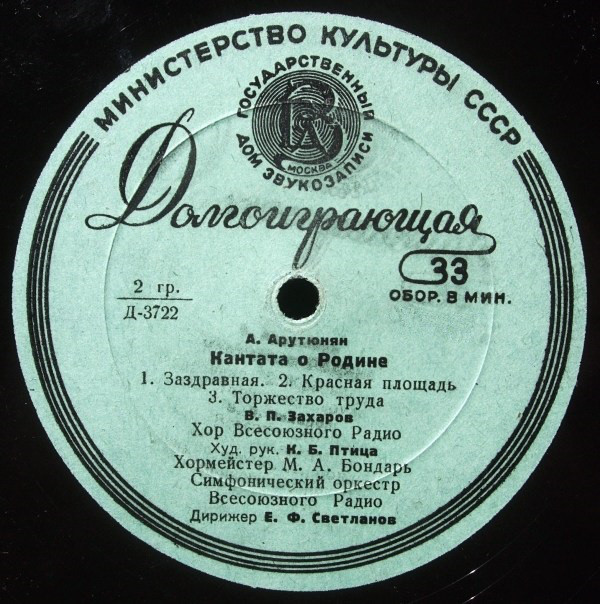 МИНИСТЕРСТВО КУЛЬТУРЫ СССР
ГОСУДАРСТВЕННЫЙ
ДОМ ЗВУКОЗАПИСИ
МОСКВА
Долгоиграющая
33
ОБОР. В МИН.
2 гр.
Д-3722
А. Арутюнян
Кантата о Родине
1. Заздравная. 2. Красная площадь
3. Торжество труда
В. П. Захаров
Хор Всесоюзного Радио
Худ. рук. К. Б. Птица
Хормейстер М. А. Бондарь
Симфонический оркестр
Всесоюзного Радио
Дирижер Е. Ф. Светланов